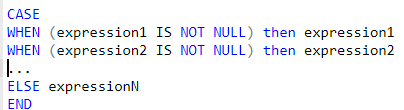 CASE
WHEN (expression1 IS NOT NULL) then expression1
WHEN (expression2 IS NOT NULL) then expression2
...
ELSE expressionN
END